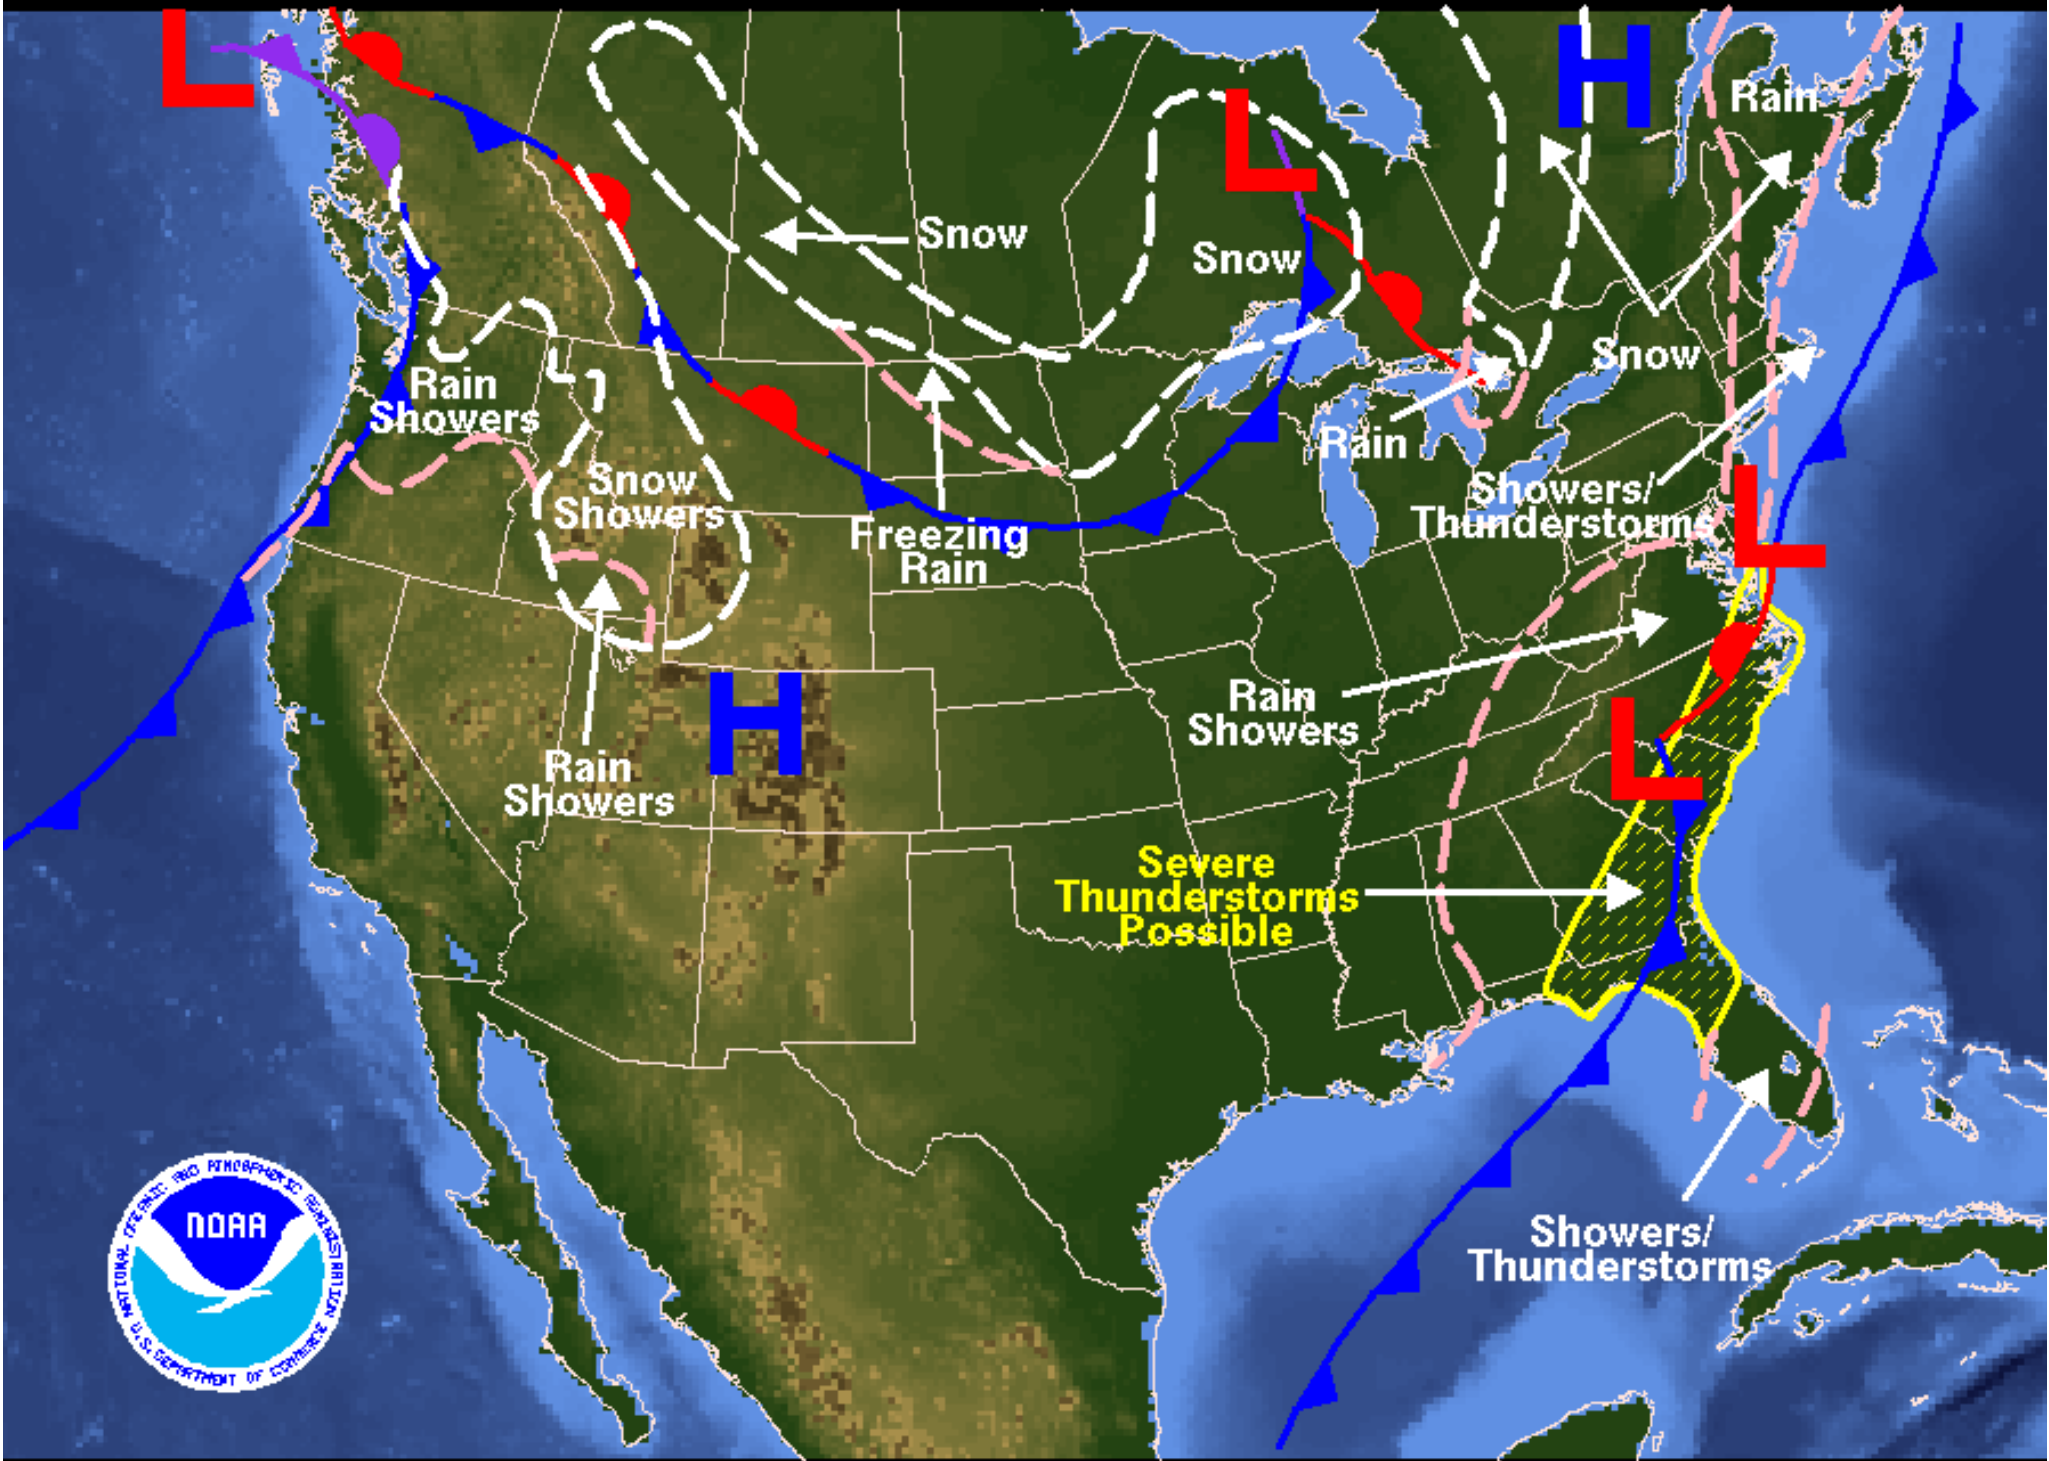 L
H
L
Rain
Snow
Snow
Snow
Rain
Showers
Rain
Snow
Showers
Showers/
Thunderstorms
L
Freezing
Rain
H
Rain
Showers
L
Rain
Showers
Severe
Thunderstorms
Possible
Showers/
Thunderstorms
NATIONAL OCEANIC AND ATMOSPHERIC ADMINISTRATION
NOAA
U.S. DEPARTMENT OF COMMERCE